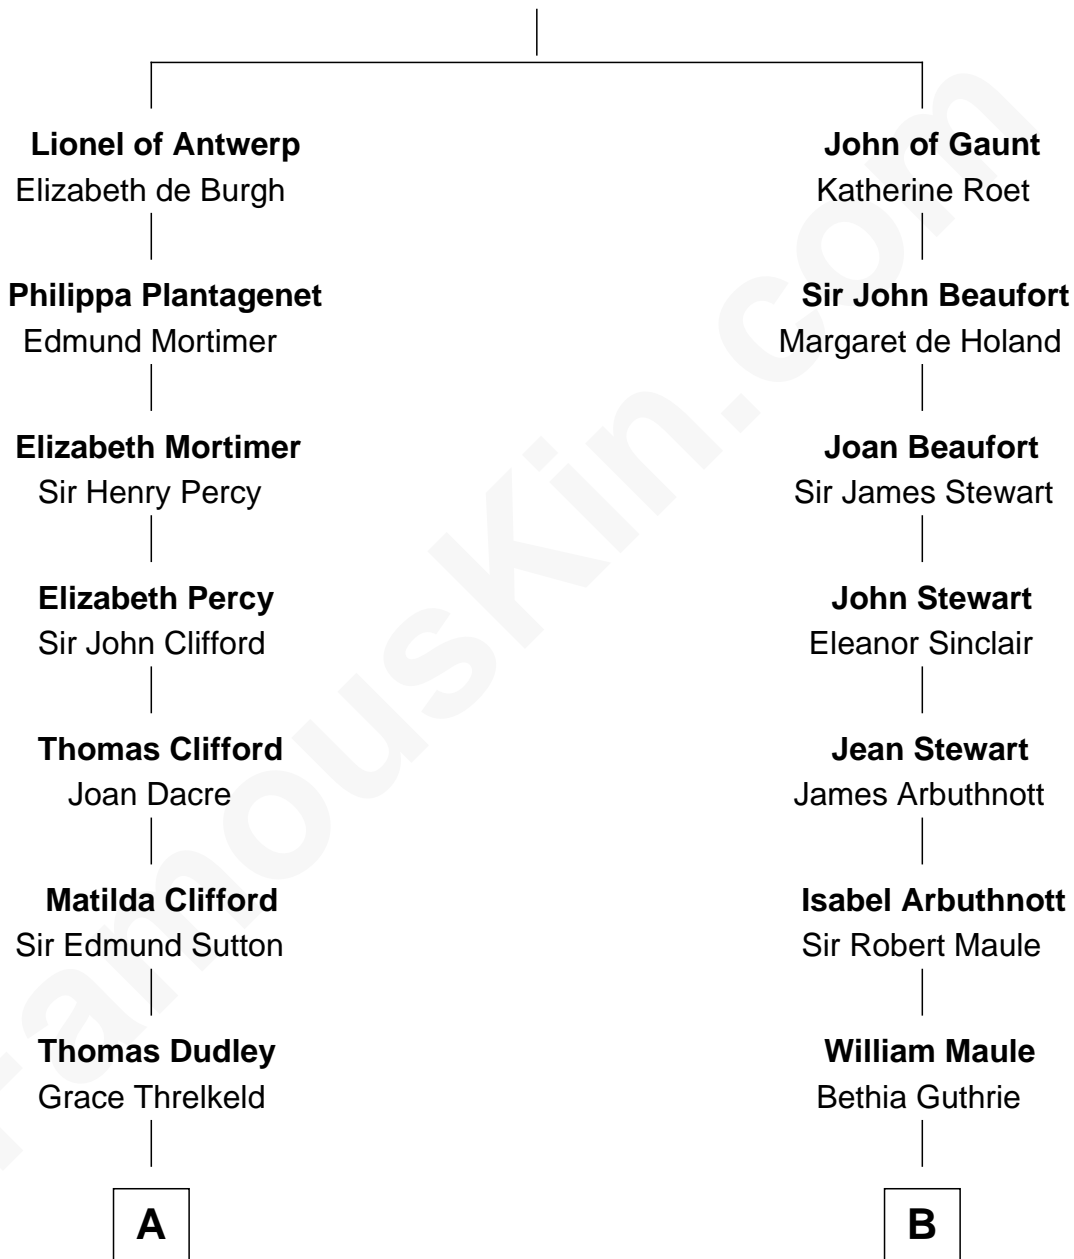 Lionel of Antwerp
Elizabeth de Burgh
Philippa Plantagenet
Edmund Mortimer
Elizabeth Mortimer
Sir Henry Percy
Elizabeth Percy
Sir John Clifford
Thomas Clifford
Joan Dacre
Matilda Clifford
Sir Edmund Sutton
Thomas Dudley
Grace Threlkeld
A
John of Gaunt
Katherine Roet
Sir John Beaufort
Margaret de Holand
Joan Beaufort
Sir James Stewart
John Stewart
Eleanor Sinclair
Jean Stewart
James Arbuthnott
Isabel Arbuthnott
Sir Robert Maule
William Maule
Bethia Guthrie
B
FamousKin.com